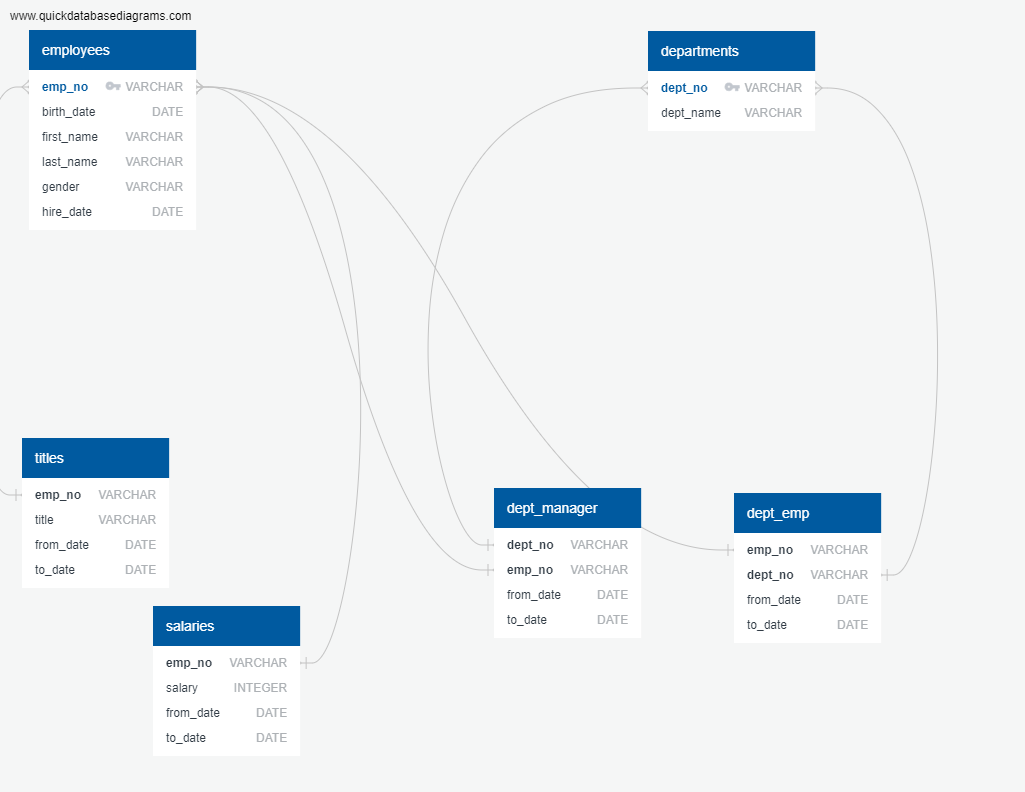 www.quickdatabasediagrams.com
employees
emp_no VARCHAR
birth_date DATE
first_name VARCHAR
last_name VARCHAR
gender VARCHAR
hire_date DATE
departments
dept_no VARCHAR
dept_name VARCHAR
titles
emp_no VARCHAR
title VARCHAR
from_date DATE
to_date DATE
dept_manager
dept_no VARCHAR
emp_no VARCHAR
from_date DATE
to_date DATE
dept_emp
emp_no VARCHAR
dept_no VARCHAR
from_date DATE
to_date DATE
salaries
emp_no VARCHAR
salary INTEGER
from_date DATE
to_date DATE